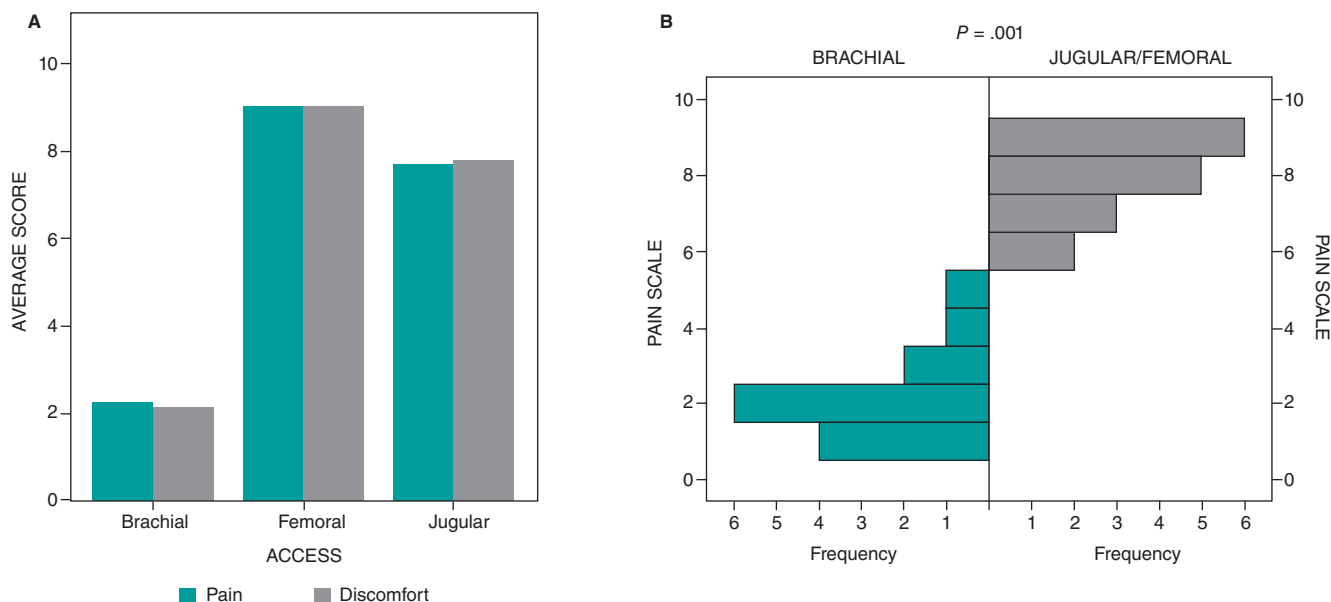 A
AVERAGE SCORE
10
8
6
4
2
0
Brachial Femoral Jugular
ACCESS
Pain Discomfort
B
P = .001
BRACHIAL JUGULAR/FEMORAL
PAIN SCALE
10
8
6
4
2
0
10
8
6
4
2
0
PAIN SCALE
6 5 4 3 2 1 1 2 3 4 5 6
Frequency Frequency